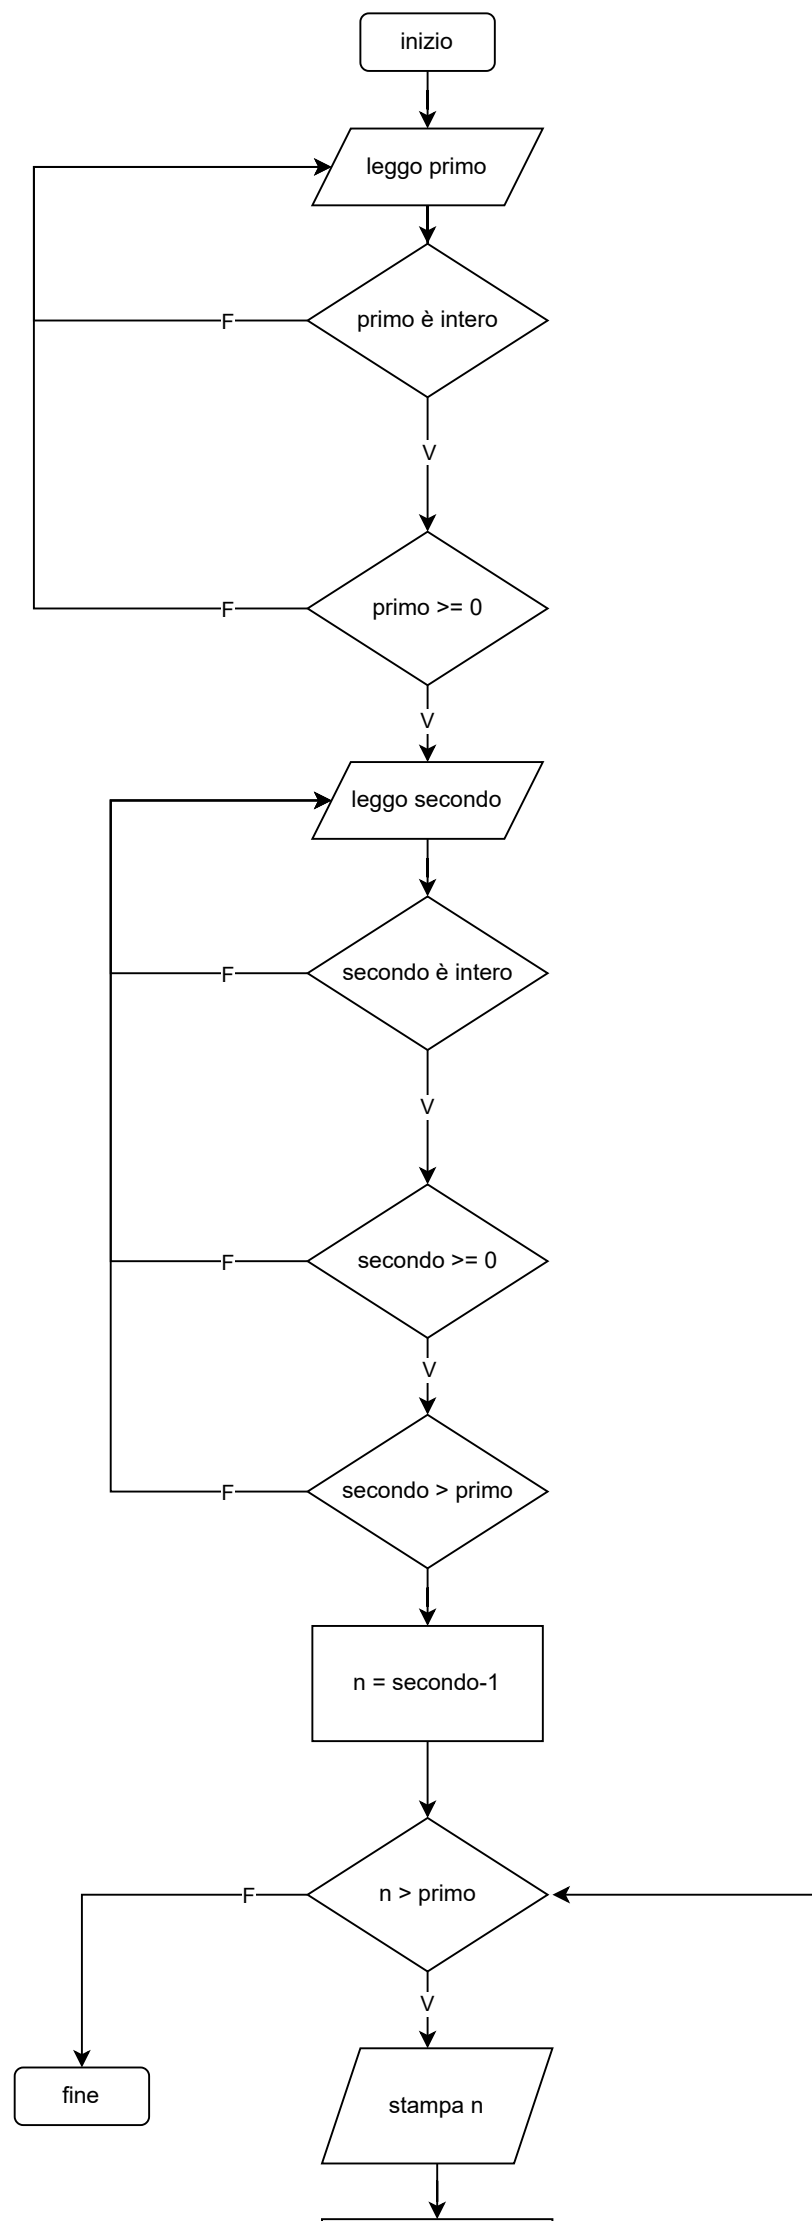 inizio
leggo primo
primo è intero
F
V
primo >= 0
F
V
leggo secondo
secondo è intero
F
V
secondo >= 0
F
V
secondo > primo
F
n = secondo-1
n > primo
F
V
fine
stampa n